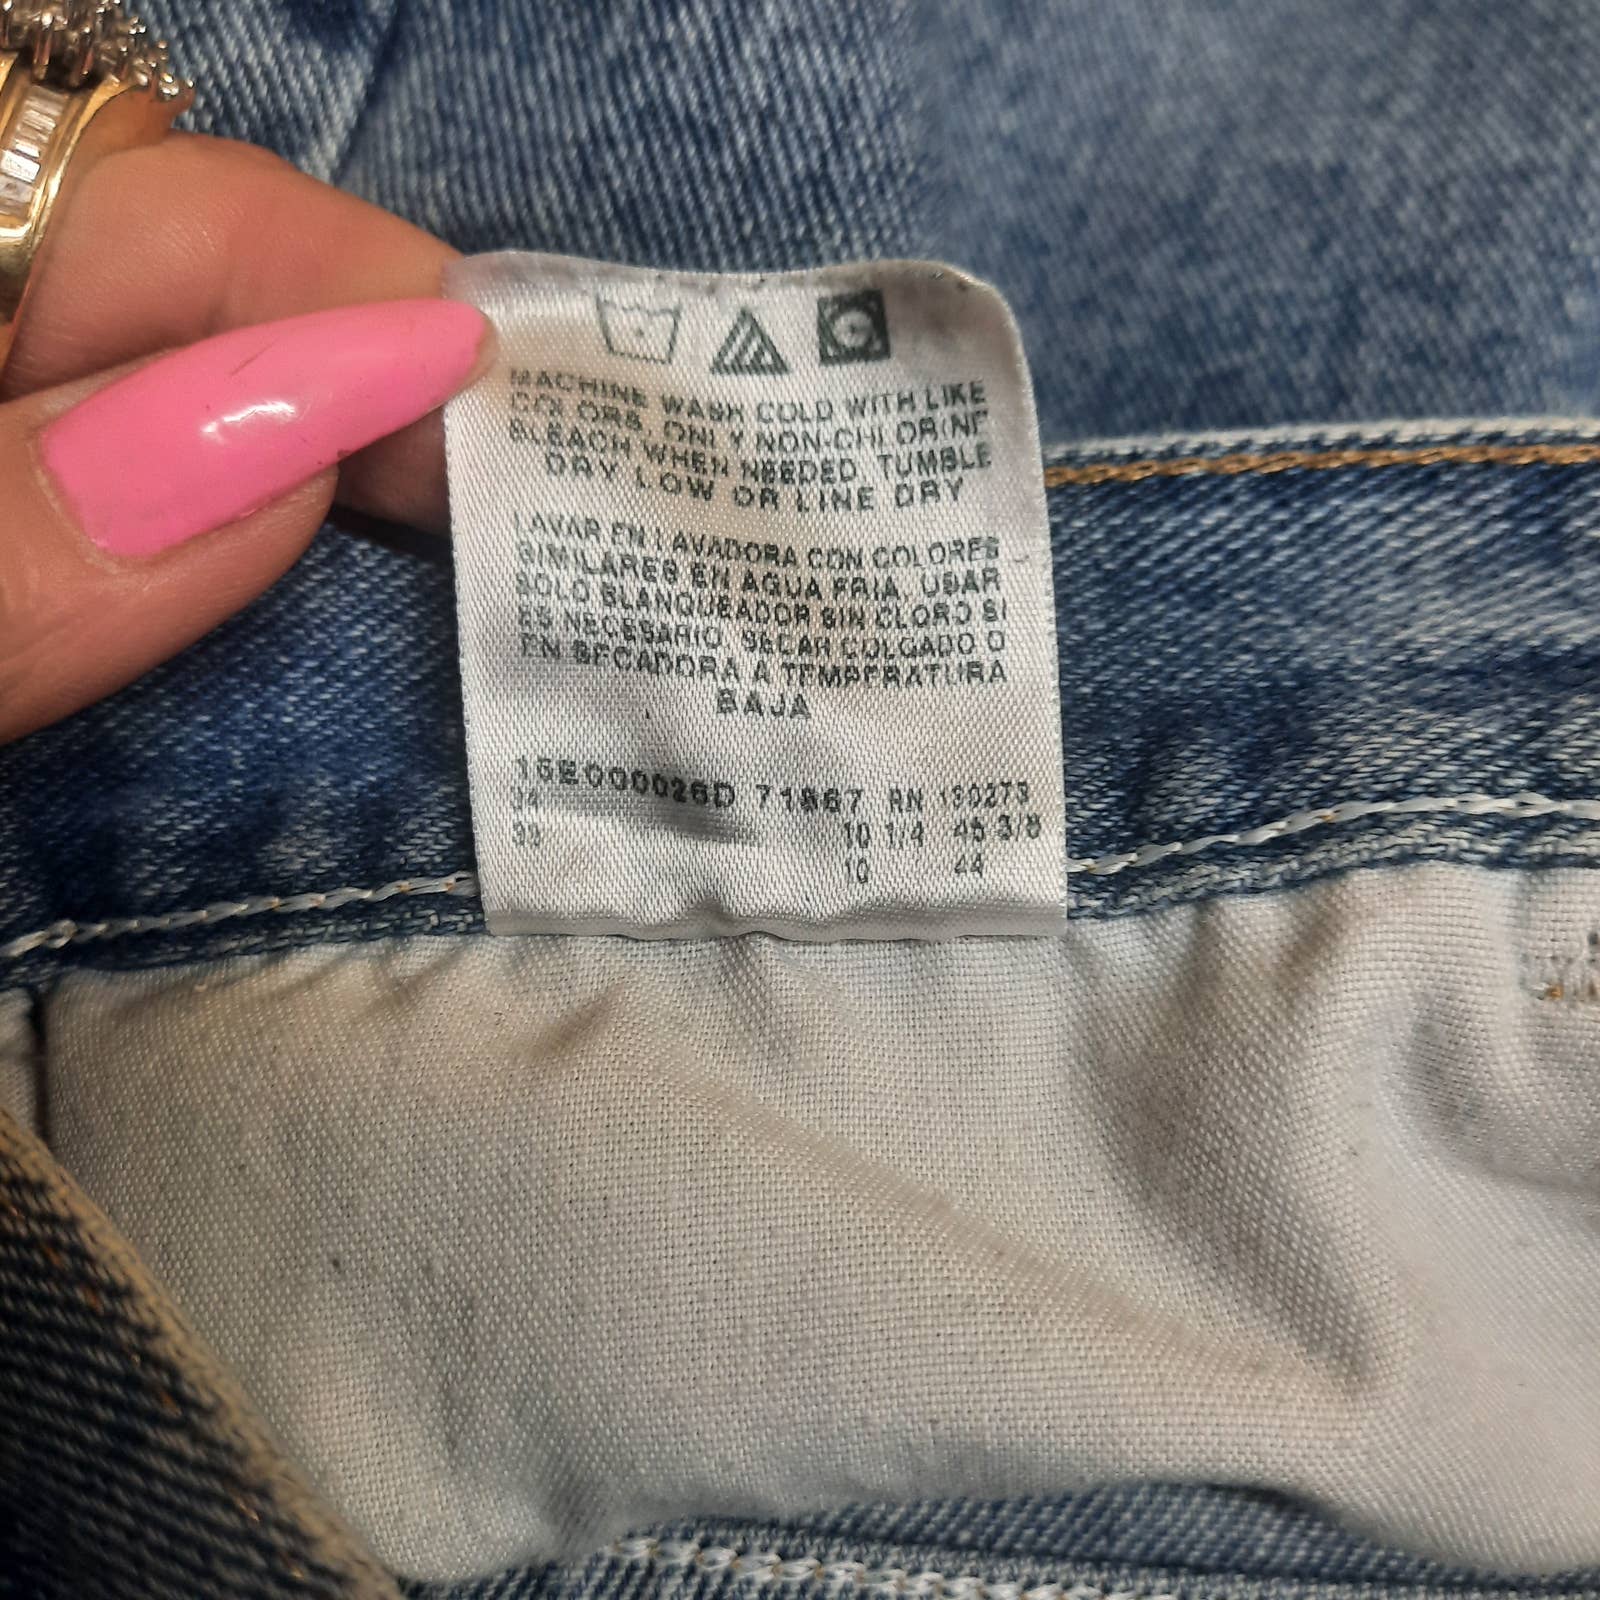 MACHINE WASH COLD WITH LIKE
COLORS. ONLY NON-CHLORINE
BLEACH WHEN NEEDED. TUMBLE
DRY LOW OR LINE DRY
LAVAR EN LAVADORA CON COLORES
SIMILARES EN AGUA FRIA. USAR
SOLO BLANQUEADOR SIN CLORO SI
ES NECESARIO. SECAR COLGADO O
EN SECADORA A TEMPERATURA
BAJA
16E000026D 71867 RN 130273
34 10 1/4 45 3/8
33 10 44